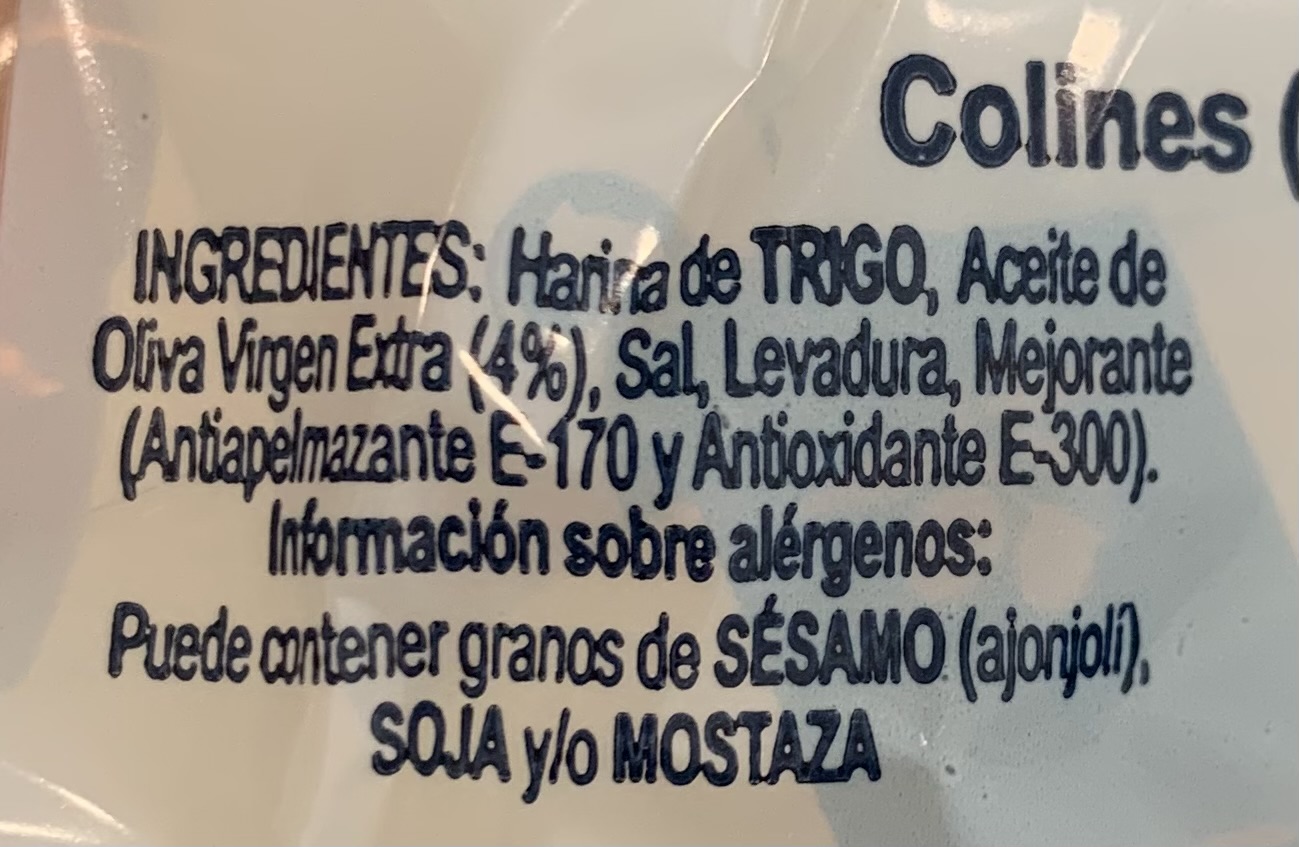 Colines (
INGREDIENTES: Harina de TRIGO, Aceite de
Oliva Virgen Extra (4%), Sal, Levadura, Mejorante
(Antiapelmazante E-170 y Antioxidante E-300).
Información sobre alérgenos:
Puede contener granos de SÉSAMO (ajonjolí),
SOJA y/o MOSTAZA